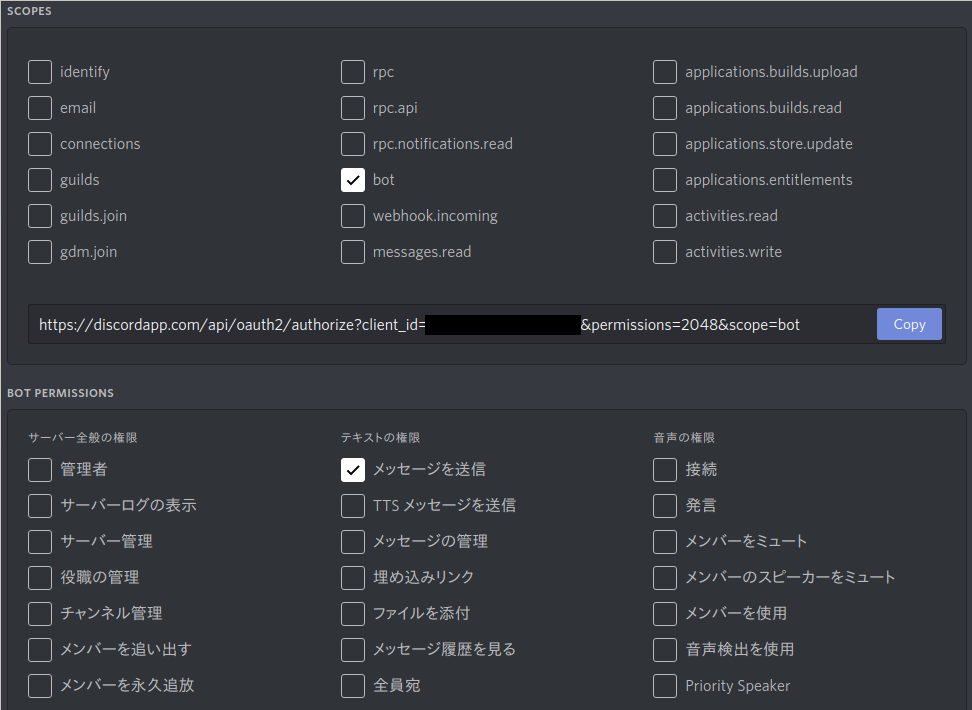 SCOPES
identify
rpc
applications.builds.upload
email
rpc.api
applications.builds.read
connections
rpc.notifications.read
applications.store.update
guilds
bot
applications.entitlements
guilds.join
webhook.incoming
activities.read
gdm.join
messages.read
activities.write
https://discordapp.com/api/oauth2/authorize?client_id= &permissions=2048&scope=bot
Copy
BOT PERMISSIONS
サーバー全般の権限
テキストの権限
音声の権限
管理者
メッセージを送信
接続
サーバーログの表示
TTS メッセージを送信
発言
サーバー管理
メッセージの管理
メンバーをミュート
役職の管理
埋め込みリンク
メンバーのスピーカーをミュート
チャンネル管理
ファイルを添付
メンバーを使用
メンバーを追い出す
メッセージ履歴を見る
音声検出を使用
メンバーを永久追放
全員宛
Priority Speaker